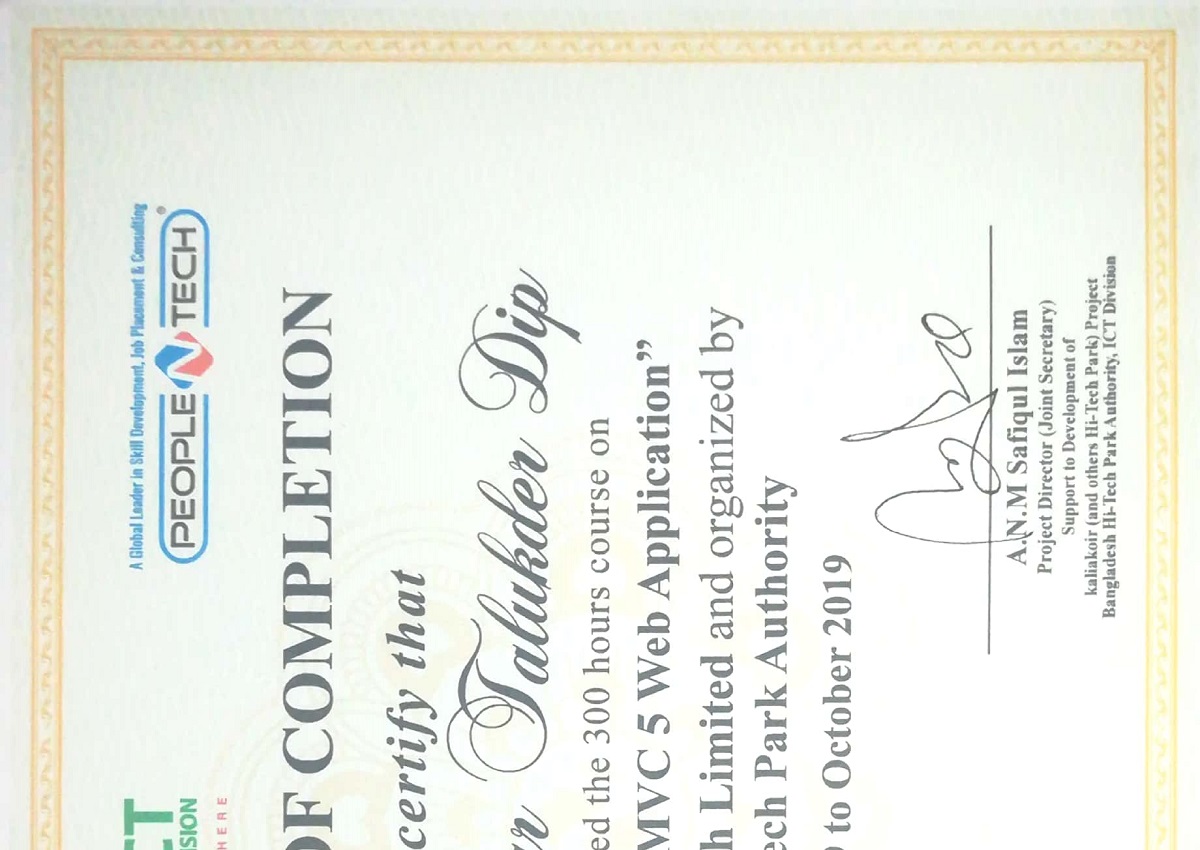 A Global Leader in Skill Development, Job Placement & Consulting
PEOPLE N TECH ®
CT
ISION
HERE
OF COMPLETION
certify that
ar Talukder Dip
ed the 300 hours course on
MVC 5 Web Application”
h Limited and organized by
ech Park Authority
to October 2019
A.N.M Safiqul Islam
Project Director (Joint Secretary)
Support to Development of
kaliakoir (and others Hi-Tech Park) Project
Bangladesh Hi-Tech Park Authority, ICT Division